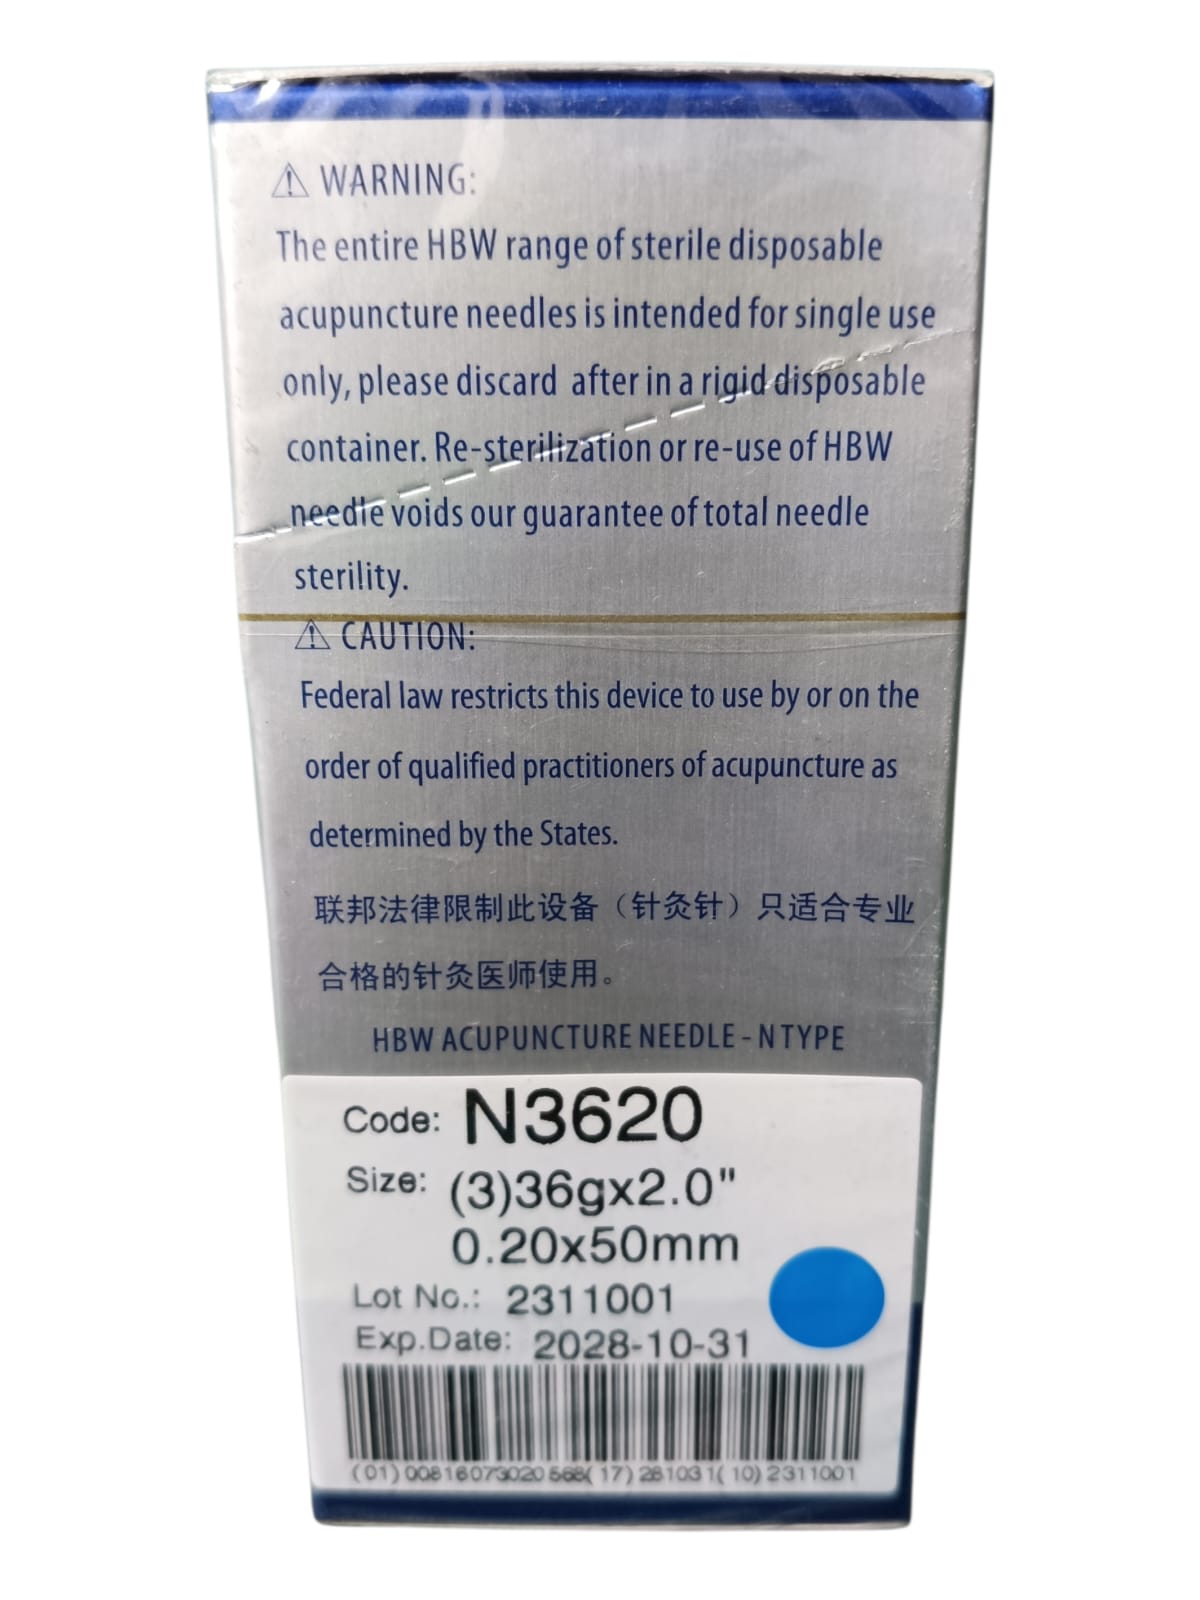 ⚠ WARNING:
The entire HBW range of sterile disposable
acupuncture needles is intended for single use
only, please discard after in a rigid disposable
container. Re-sterilization or re-use of HBW
needle voids our guarantee of total needle
sterility.
⚠ CAUTION:
Federal law restricts this device to use by or on the
order of qualified practitioners of acupuncture as
determined by the States.
联邦法律限制此设备（针灸针）只适合专业
合格的针灸医师使用。
HBW ACUPUNCTURE NEEDLE - N TYPE
Code: N3620
Size: (3)36gx2.0"
0.20x50mm
Lot No.: 2311001
Exp.Date: 2028-10-31
(01)00816073020568(17)281031(10)2311001